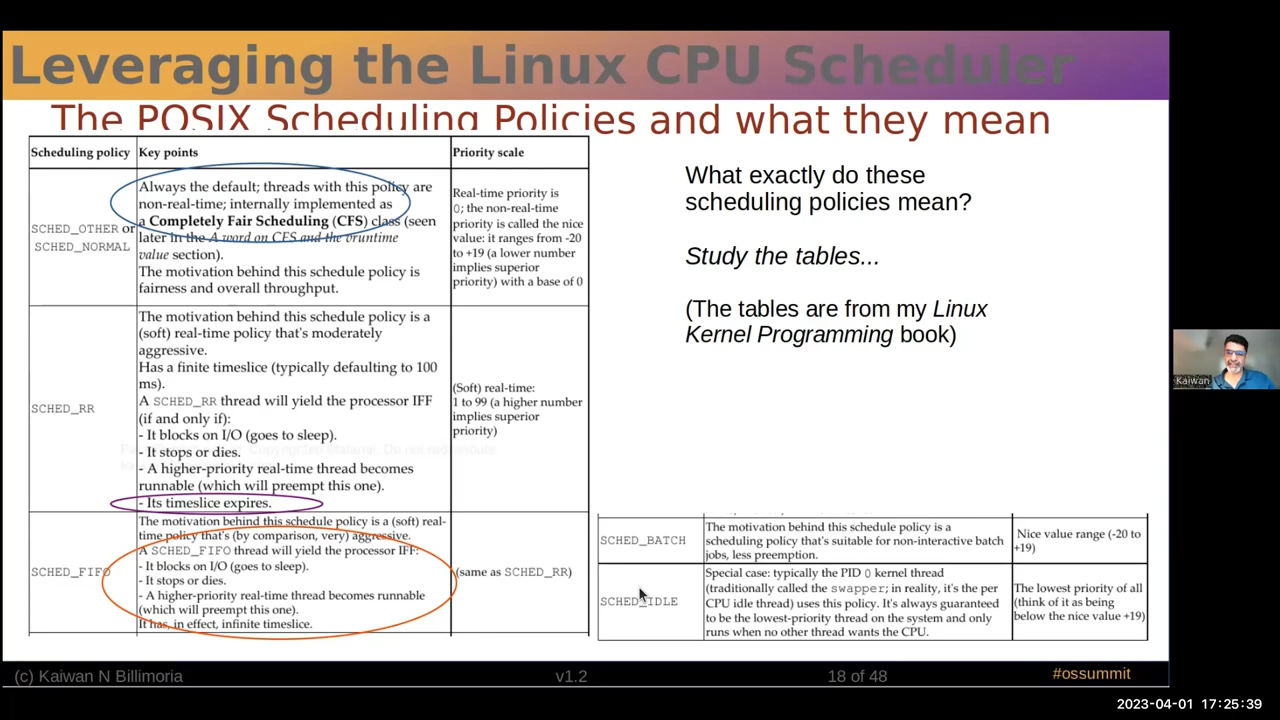 Leveraging the Linux CPU Scheduler
The POSIX Scheduling Policies and what they mean
Scheduling policy
Key points
Priority scale
SCHED_OTHER or
SCHED_NORMAL
Always the default; threads with this policy are
non-real-time; internally implemented as
a Completely Fair Scheduling (CFS) class (seen
later in the A word on CFS and the vruntime
value section).
The motivation behind this schedule policy is
fairness and overall throughput.
Real-time priority is
0; the non-real-time
priority is called the nice
value: it ranges from -20
to +19 (a lower number
implies superior
priority) with a base of 0
SCHED_RR
The motivation behind this schedule policy is a
(soft) real-time policy that's moderately
aggressive.
Has a finite timeslice (typically defaulting to 100
ms).
A SCHED_RR thread will yield the processor IFF
(if and only if):
- It blocks on I/O (goes to sleep).
- It stops or dies.
- A higher-priority real-time thread becomes
runnable (which will preempt this one).
- Its timeslice expires.
(Soft) real-time:
1 to 99 (a higher number
implies superior
priority)
SCHED_FIFO
The motivation behind this schedule policy is a (soft) real-
time policy that's (by comparison, very) aggressive.
A SCHED_FIFO thread will yield the processor IFF:
- It blocks on I/O (goes to sleep).
- It stops or dies.
- A higher-priority real-time thread becomes runnable
(which will preempt this one).
It has, in effect, infinite timeslice.
(same as SCHED_RR)
What exactly do these
scheduling policies mean?
Study the tables...
(The tables are from my Linux
Kernel Programming book)
SCHED_BATCH
The motivation behind this schedule policy is a
scheduling policy that's suitable for non-interactive batch
jobs, less preemption.
Nice value range (-20 to
+19)
SCHED_IDLE
Special case: typically the PID 0 kernel thread
(traditionally called the swapper; in reality, it's the per
CPU idle thread) uses this policy. It's always guaranteed
to be the lowest-priority thread on the system and only
runs when no other thread wants the CPU.
The lowest priority of all
(think of it as being
below the nice value +19)
Kaiwan
(c) Kaiwan N Billimoria
v1.2
18 of 48
#ossummit
2023-04-01 17:25:39